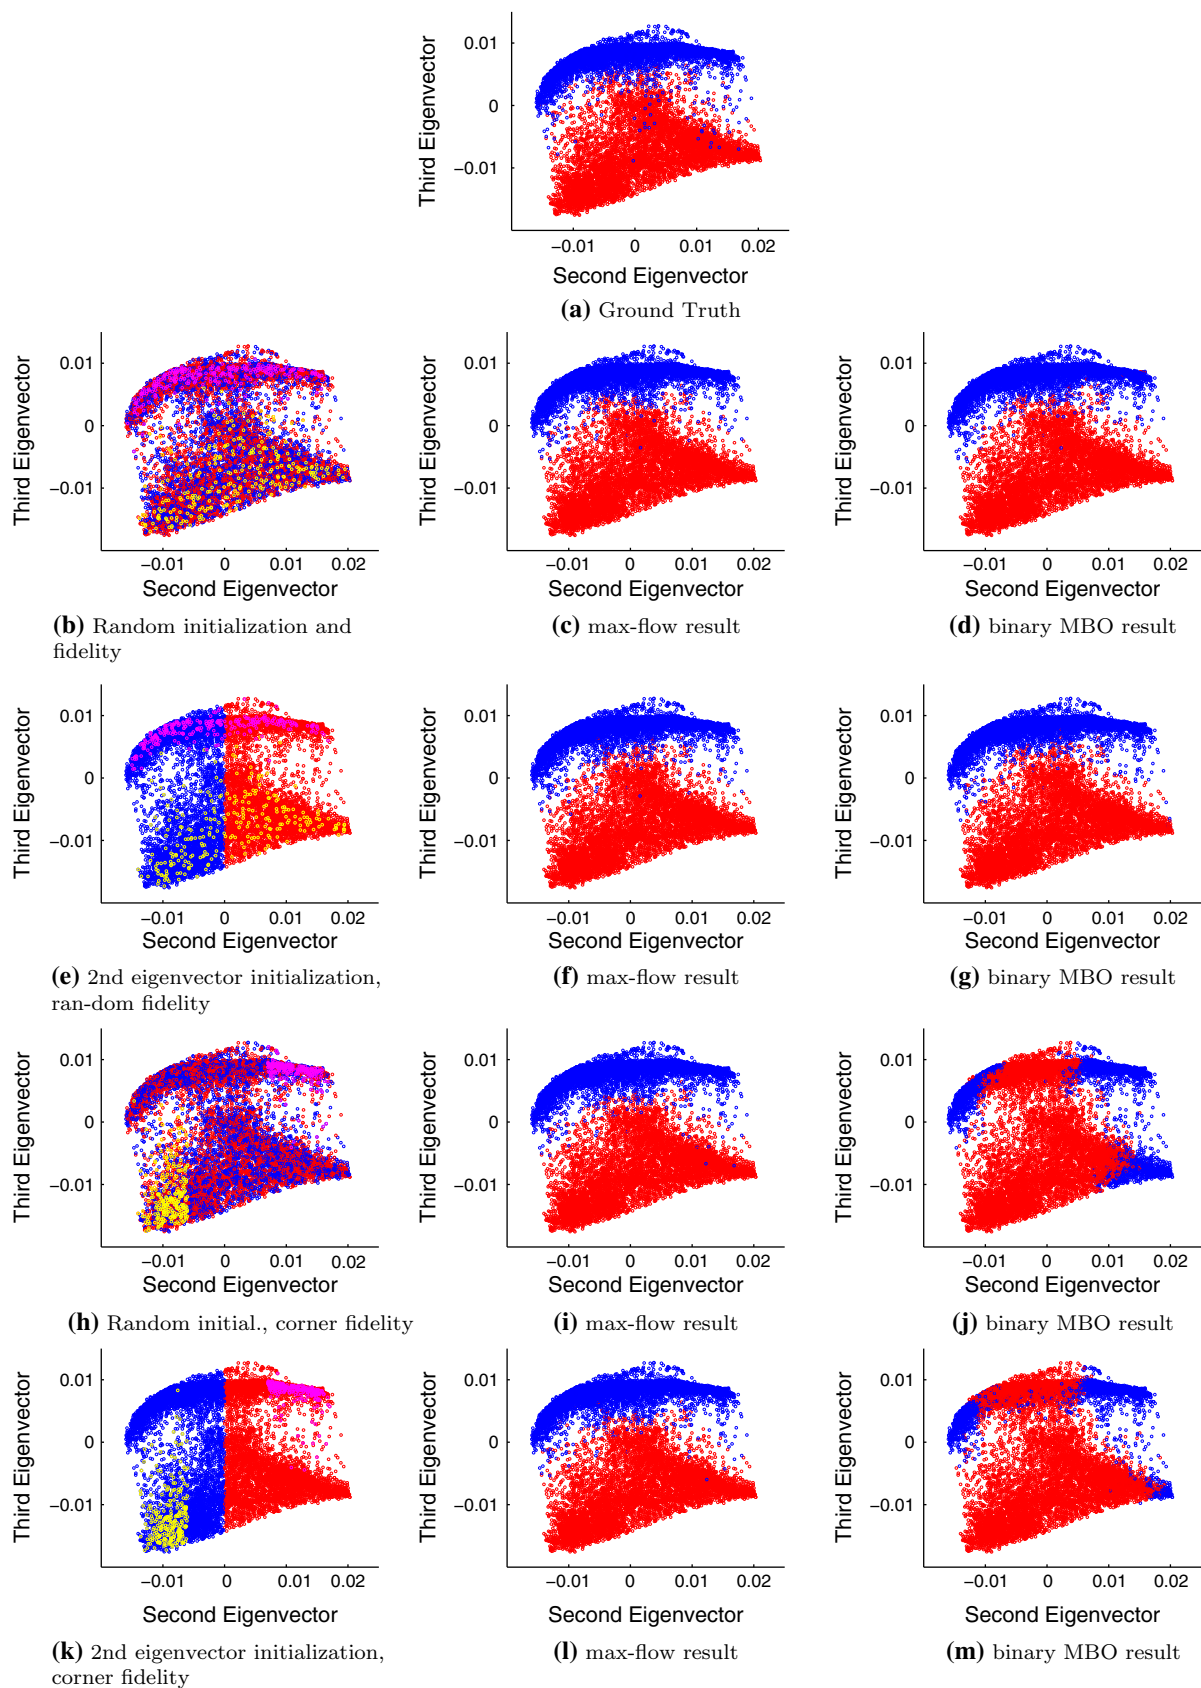 0.01
0
−0.01
Third Eigenvector
−0.01 0 0.01 0.02
Second Eigenvector
(a) Ground Truth
0.01
0
−0.01
Third Eigenvector
−0.01 0 0.01 0.02
Second Eigenvector
(b) Random initialization and
fidelity
0.01
0
−0.01
Third Eigenvector
−0.01 0 0.01 0.02
Second Eigenvector
(c) max-flow result
0.01
0
−0.01
Third Eigenvector
−0.01 0 0.01 0.02
Second Eigenvector
(d) binary MBO result
0.01
0
−0.01
Third Eigenvector
−0.01 0 0.01 0.02
Second Eigenvector
(e) 2nd eigenvector initialization,
ran-dom fidelity
0.01
0
−0.01
Third Eigenvector
−0.01 0 0.01 0.02
Second Eigenvector
(f) max-flow result
0.01
0
−0.01
Third Eigenvector
−0.01 0 0.01 0.02
Second Eigenvector
(g) binary MBO result
0.01
0
−0.01
Third Eigenvector
−0.01 0 0.01 0.02
Second Eigenvector
(h) Random initial., corner fidelity
0.01
0
−0.01
Third Eigenvector
−0.01 0 0.01 0.02
Second Eigenvector
(i) max-flow result
0.01
0
−0.01
Third Eigenvector
−0.01 0 0.01 0.02
Second Eigenvector
(j) binary MBO result
0.01
0
−0.01
Third Eigenvector
−0.01 0 0.01 0.02
Second Eigenvector
(k) 2nd eigenvector initialization,
corner fidelity
0.01
0
−0.01
Third Eigenvector
−0.01 0 0.01 0.02
Second Eigenvector
(l) max-flow result
0.01
0
−0.01
Third Eigenvector
−0.01 0 0.01 0.02
Second Eigenvector
(m) binary MBO result